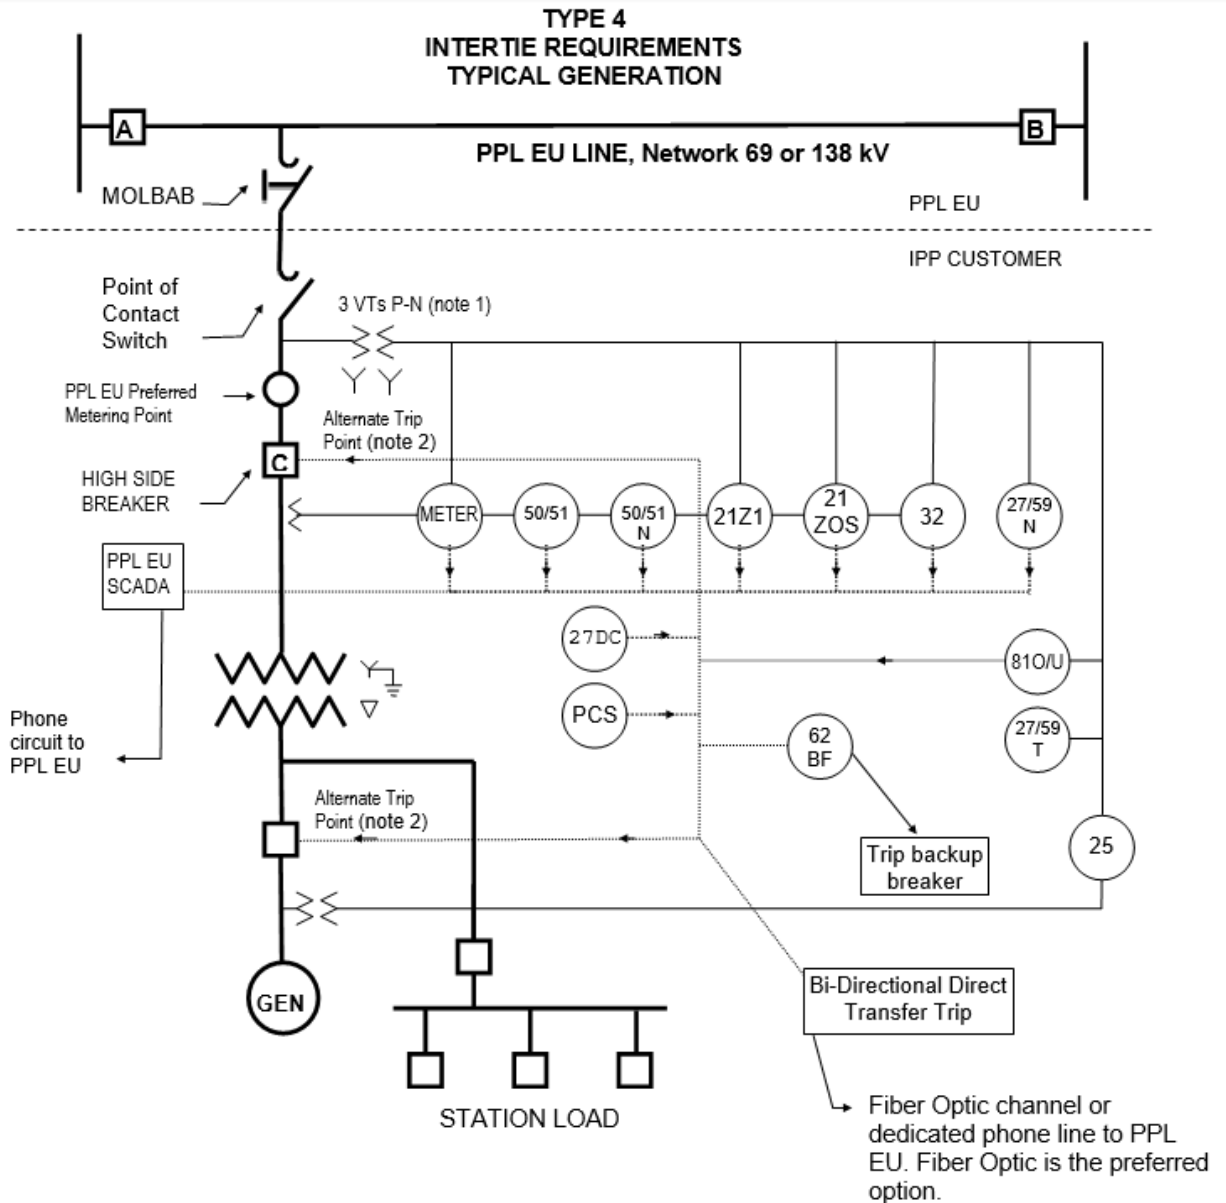 TYPE 4
INTERTIE REQUIREMENTS
TYPICAL GENERATION
A
B
PPL EU LINE, Network 69 or 138 kV
MOLBAB
PPL EU
IPP CUSTOMER
Point of
Contact
Switch
3 VTs P-N (note 1)
PPL EU Preferred
Metering Point
Alternate Trip
Point (note 2)
C
HIGH SIDE
BREAKER
METER
50/51
50/51
N
21Z1
21
ZOS
32
27/59
N
PPL EU
SCADA
27DC
81O/U
PCS
Phone
circuit to
PPL EU
62
BF
27/59
T
Alternate Trip
Point (note 2)
Trip backup
breaker
25
GEN
Bi-Directional Direct
Transfer Trip
STATION LOAD
Fiber Optic channel or
dedicated phone line to PPL
EU. Fiber Optic is the preferred
option.